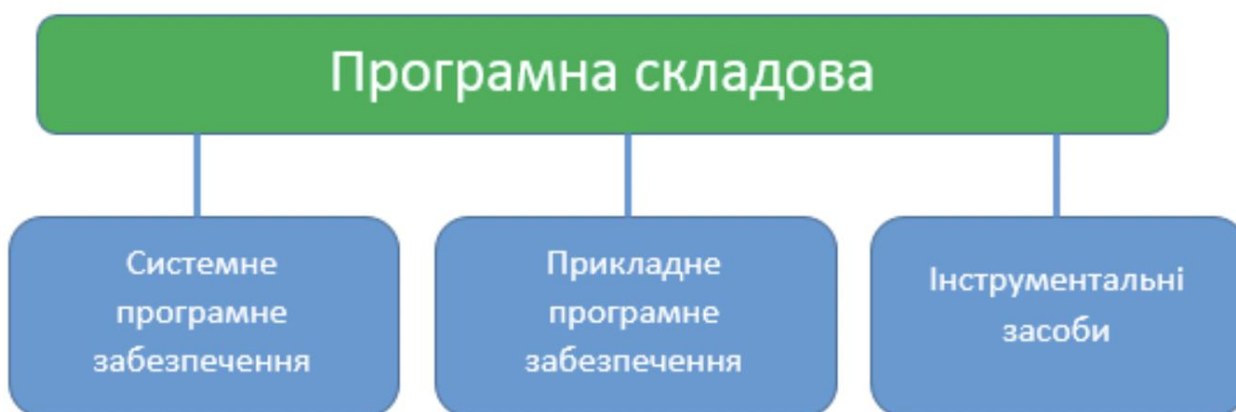 Програмна складова
Системне
програмне
забезпечення
Прикладне
програмне
забезпечення
Інструментальні
засоби